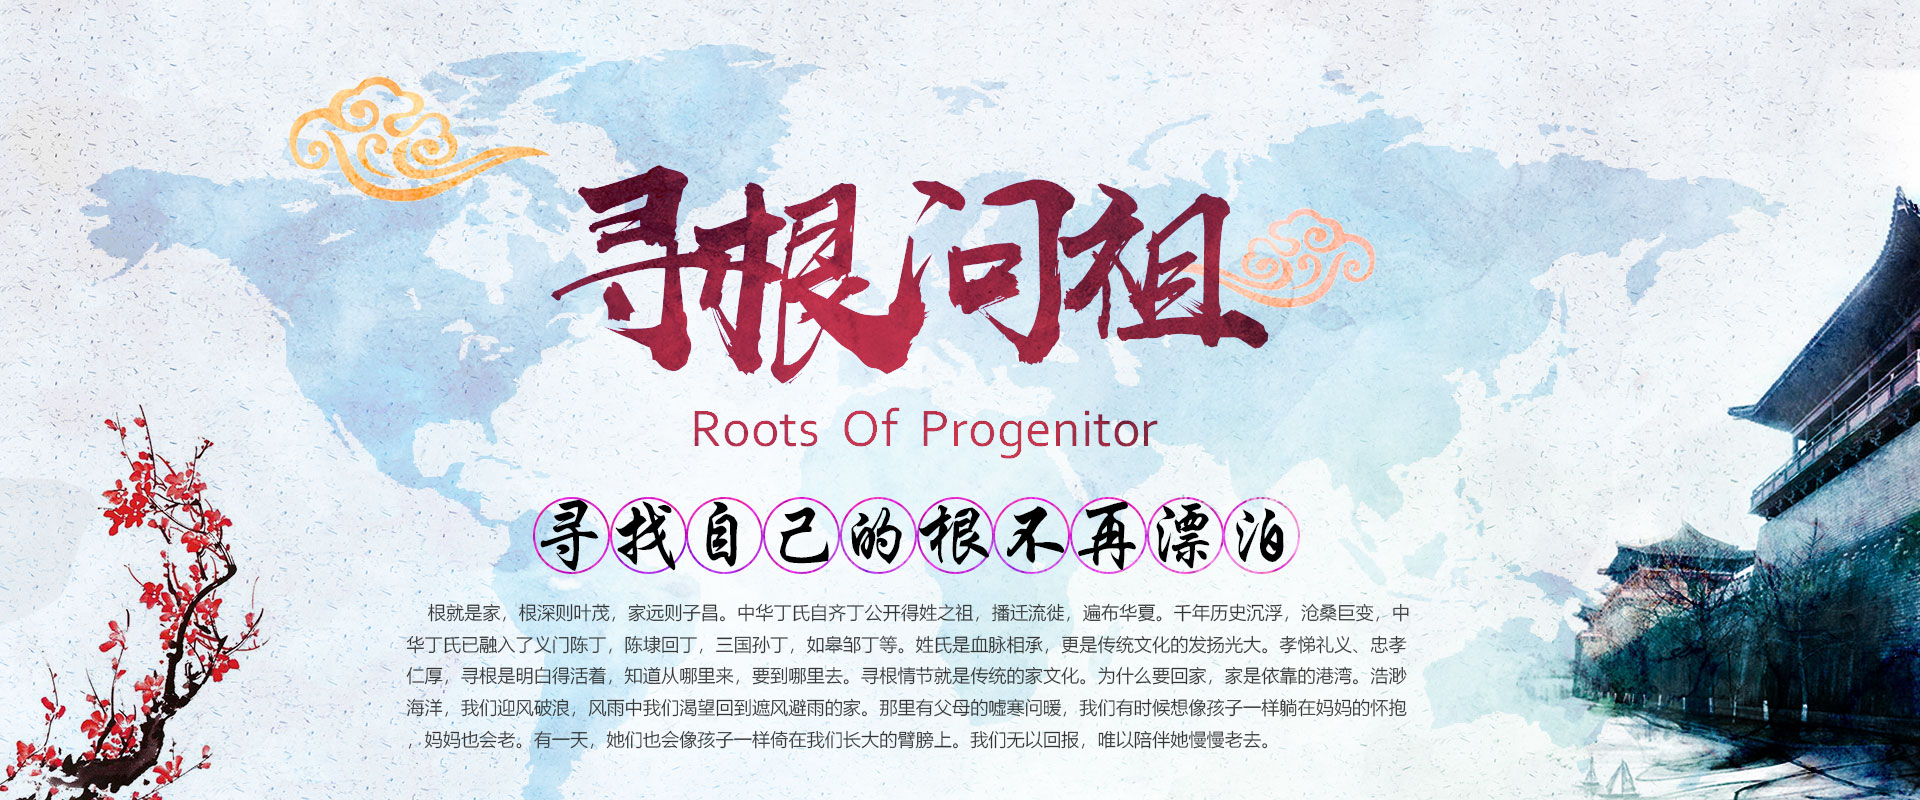 寻根问祖
Roots Of Progenitor
寻找自己的根不再漂泊
根就是家，根深则叶茂，家远则子昌。中华丁氏自齐丁公开得姓之祖，播迁流徙，遍布华夏。千年历史沉浮，沧桑巨变，中
华丁氏已融入了义门陈丁，陈埭回丁，三国孙丁，如皋邹丁等。姓氏是血脉相承，更是传统文化的发扬光大。孝悌礼义、忠孝
仁厚，寻根是明白得活着，知道从哪里来，要到哪里去。寻根情节就是传统的家文化。为什么要回家，家是依靠的港湾。浩渺
海洋，我们迎风破浪，风雨中我们渴望回到遮风避雨的家。那里有父母的嘘寒问暖，我们有时候想像孩子一样躺在妈妈的怀抱
，妈妈也会老。有一天，她们也会像孩子一样倚在我们长大的臂膀上。我们无以回报，唯以陪伴她慢慢老去。